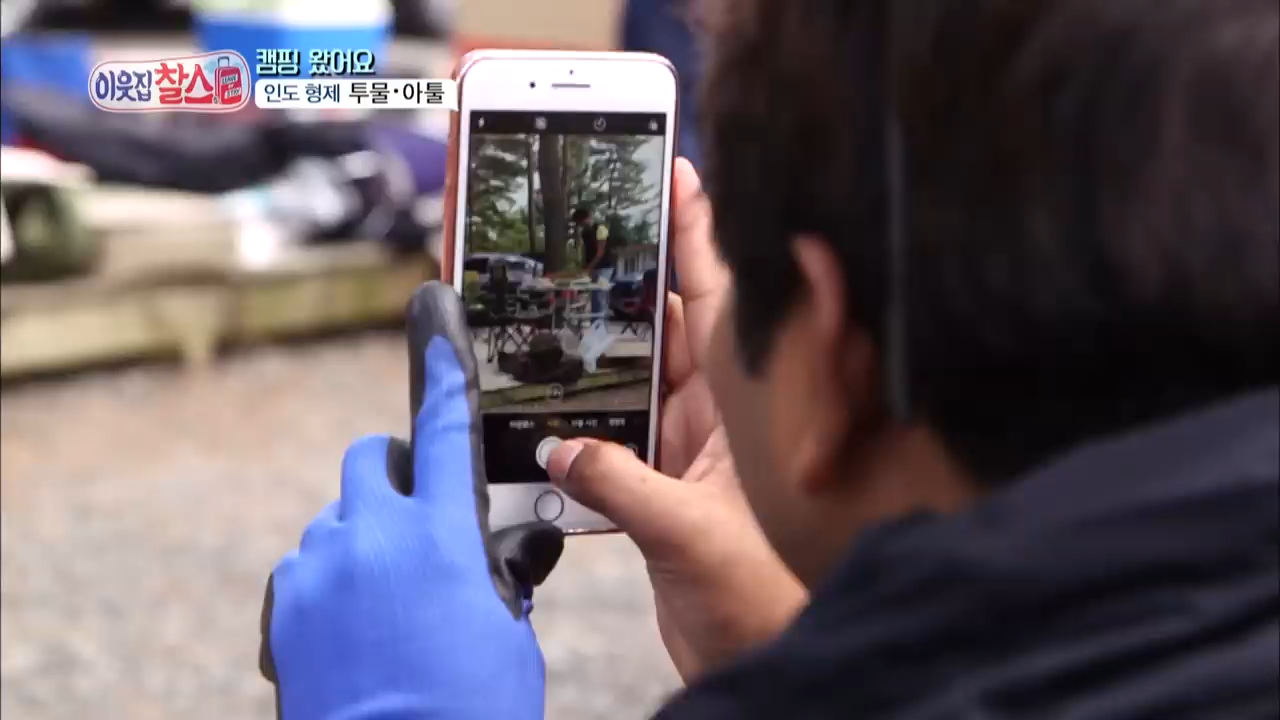 이웃집 찰스
캠핑 왔어요
인도 형제 투물·아툴